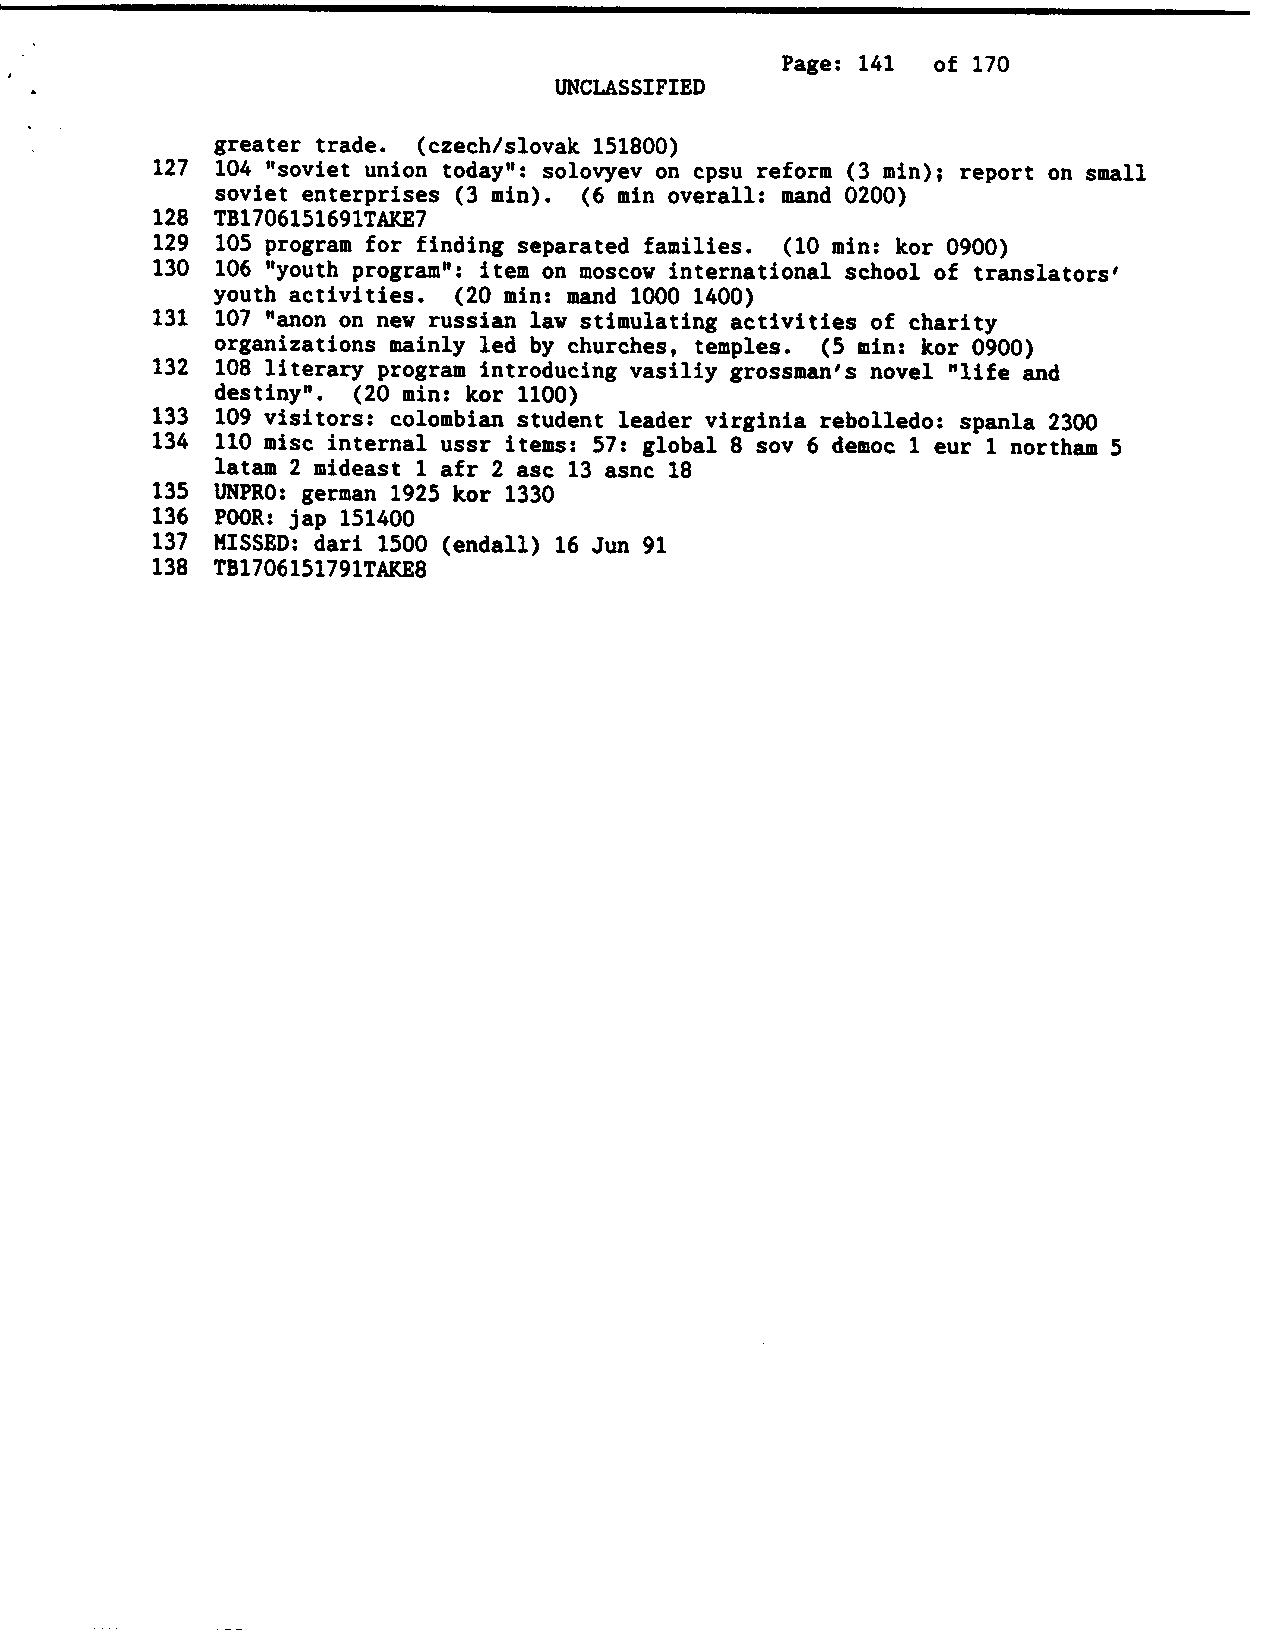 Page: 141 of 170
UNCLASSIFIED
greater trade. (czech/slovak 151800)
127 104 "soviet union today": solovyev on cpsu reform (3 min); report on small
soviet enterprises (3 min). (6 min overall: mand 0200)
128 TB1706151691TAKE7
129 105 program for finding separated families. (10 min: kor 0900)
130 106 "youth program": item on moscow international school of translators'
youth activities. (20 min: mand 1000 1400)
131 107 "anon on new russian law stimulating activities of charity
organizations mainly led by churches, temples. (5 min: kor 0900)
132 108 literary program introducing vasiliy grossman's novel "life and
destiny". (20 min: kor 1100)
133 109 visitors: colombian student leader virginia rebolledo: spanla 2300
134 110 misc internal ussr items: 57: global 8 sov 6 democ 1 eur 1 northam 5
latam 2 mideast 1 afr 2 asc 13 asnc 18
135 UNPRO: german 1925 kor 1330
136 POOR: jap 151400
137 MISSED: dari 1500 (endall) 16 Jun 91
138 TB1706151791TAKE8